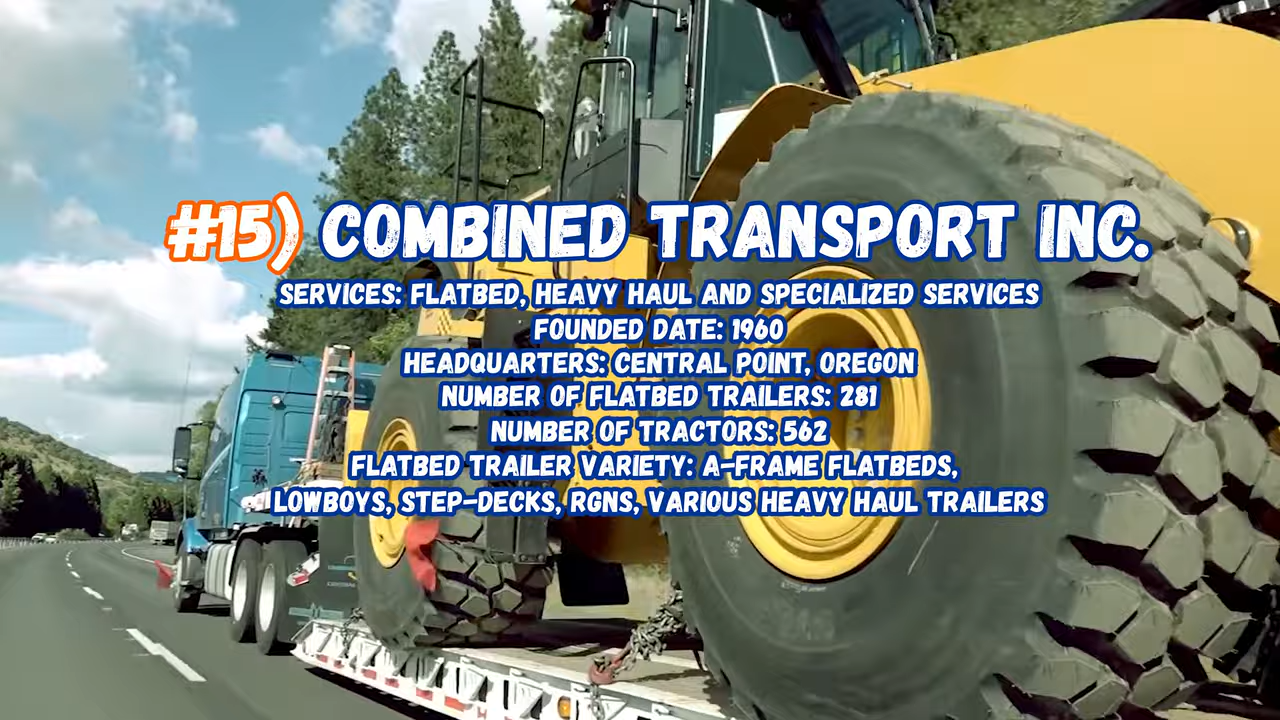 #15) COMBINED TRANSPORT INC.
SERVICES: FLATBED, HEAVY HAUL AND SPECIALIZED SERVICES
FOUNDED DATE: 1960
HEADQUARTERS: CENTRAL POINT, OREGON
NUMBER OF FLATBED TRAILERS: 281
NUMBER OF TRACTORS: 562
FLATBED TRAILER VARIETY: A-FRAME FLATBEDS,
LOWBOYS, STEP-DECKS, RGNS, VARIOUS HEAVY HAUL TRAILERS